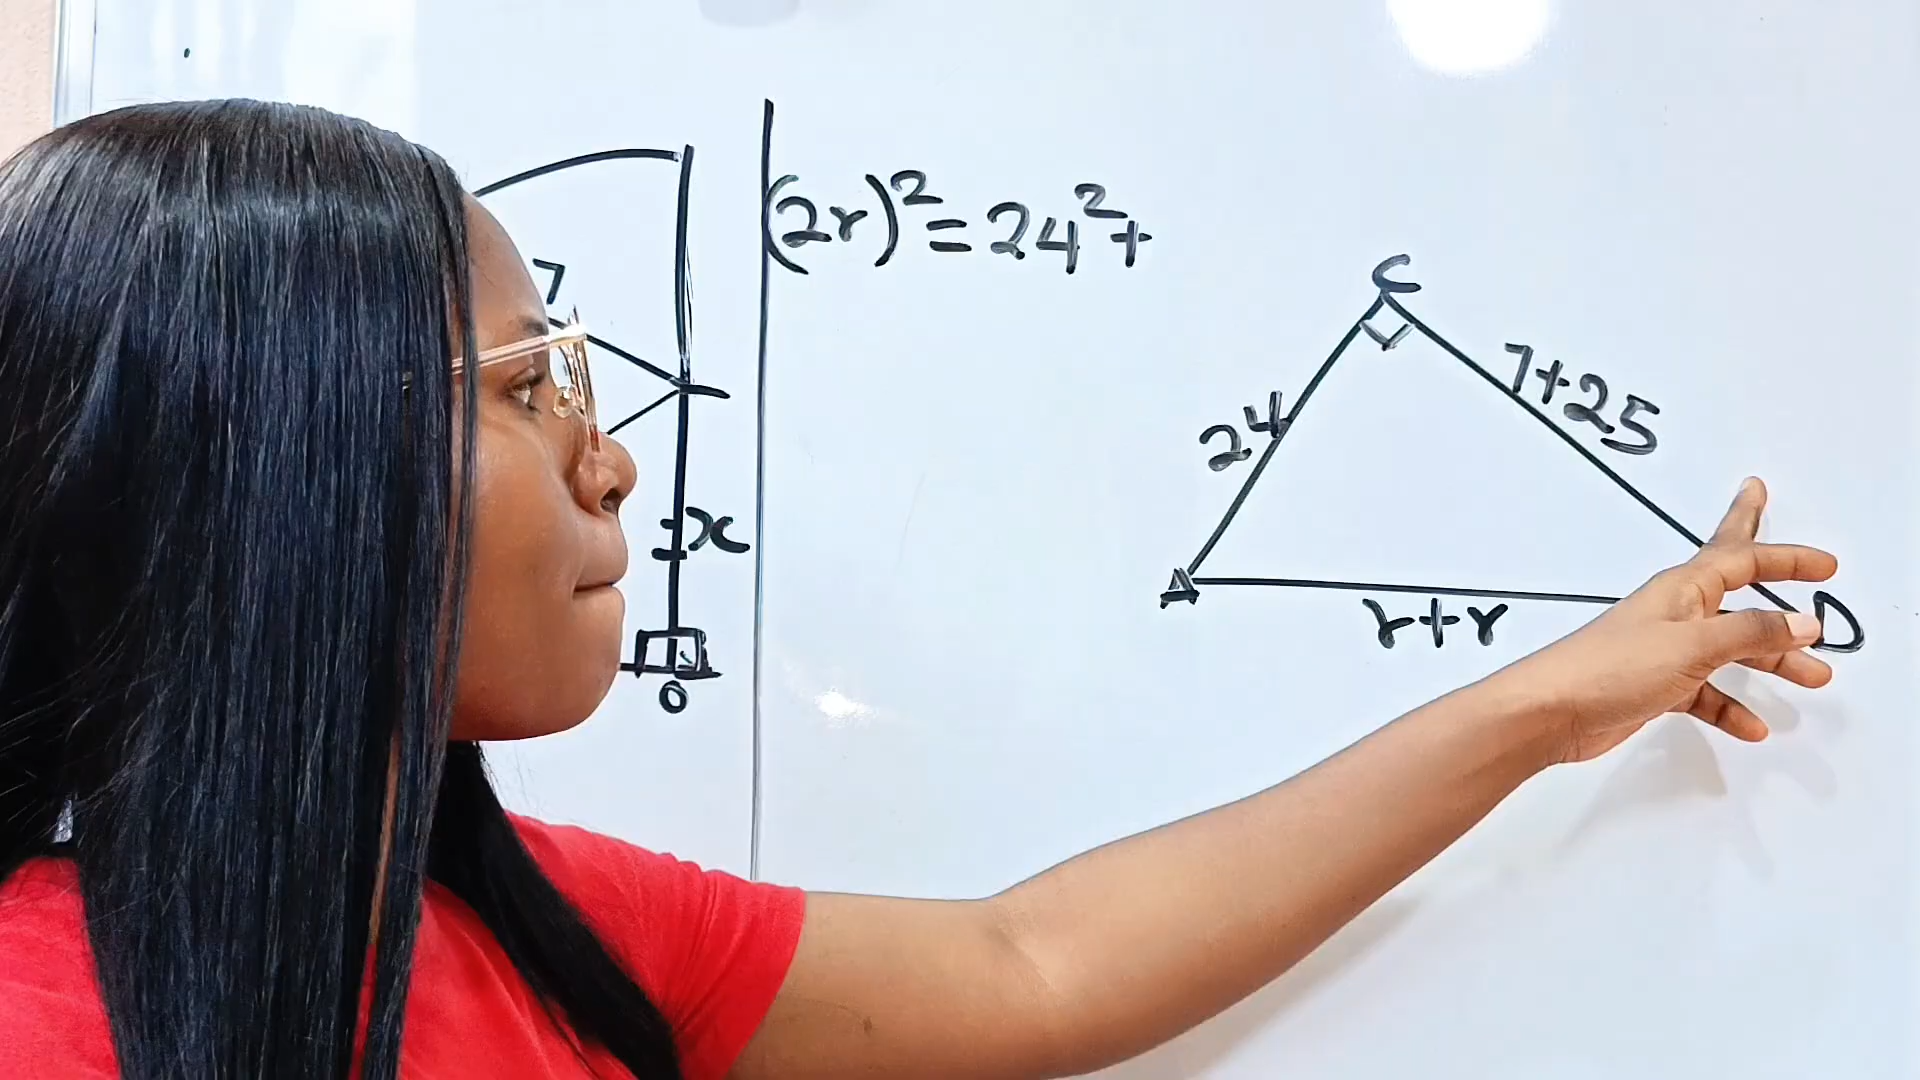 7
x
0
(2r)² = 24² +
C
24
7+25
A
r+r
D